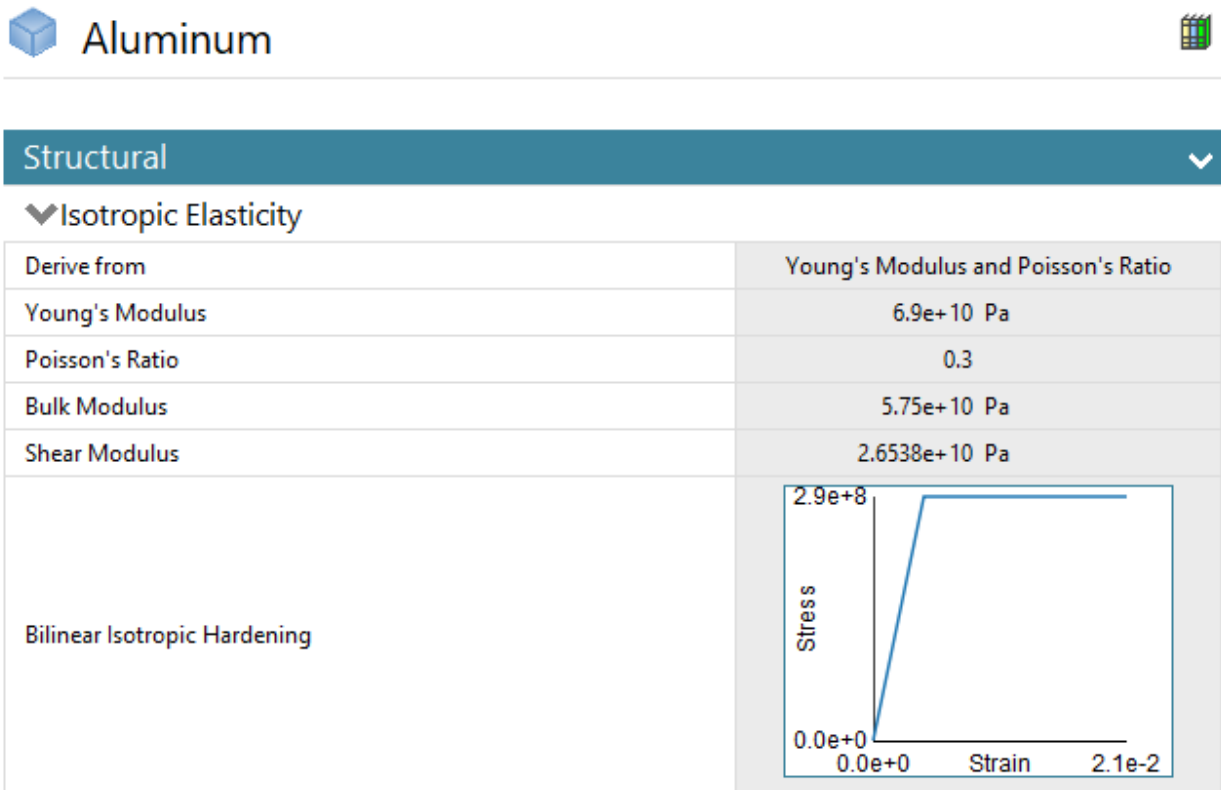 Aluminum
Structural
Isotropic Elasticity
Derive from Young's Modulus and Poisson's Ratio
Young's Modulus 6.9e+10 Pa
Poisson's Ratio 0.3
Bulk Modulus 5.75e+10 Pa
Shear Modulus 2.6538e+10 Pa
Bilinear Isotropic Hardening
2.9e+8
Stress
0.0e+0
0.0e+0 Strain 2.1e-2